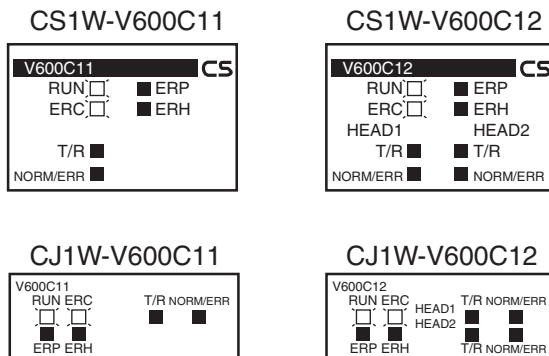 CS1W-V600C11
V600C11 CS
RUN ERP
ERC ERH
T/R
NORM/ERR
CS1W-V600C12
V600C12 CS
RUN ERP
ERC ERH
HEAD1 HEAD2
T/R T/R
NORM/ERR NORM/ERR
CJ1W-V600C11
V600C11
RUN ERC T/R NORM/ERR
ERP ERH
CJ1W-V600C12
V600C12
RUN ERC T/R NORM/ERR
HEAD1
HEAD2
ERP ERH T/R NORM/ERR